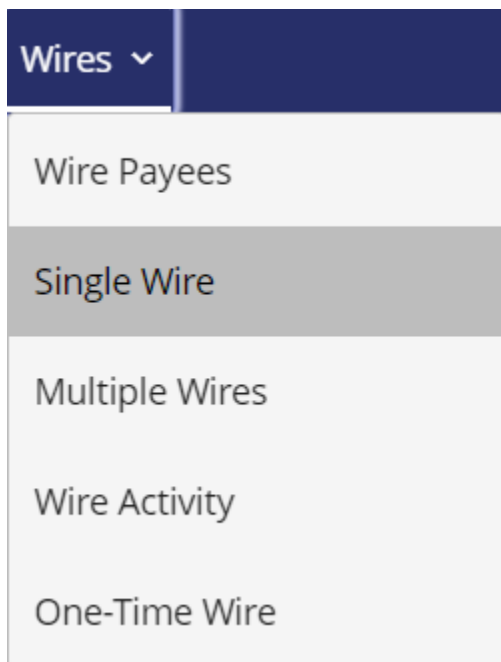 Wires
Wire Payees
Single Wire
Multiple Wires
Wire Activity
One-Time Wire